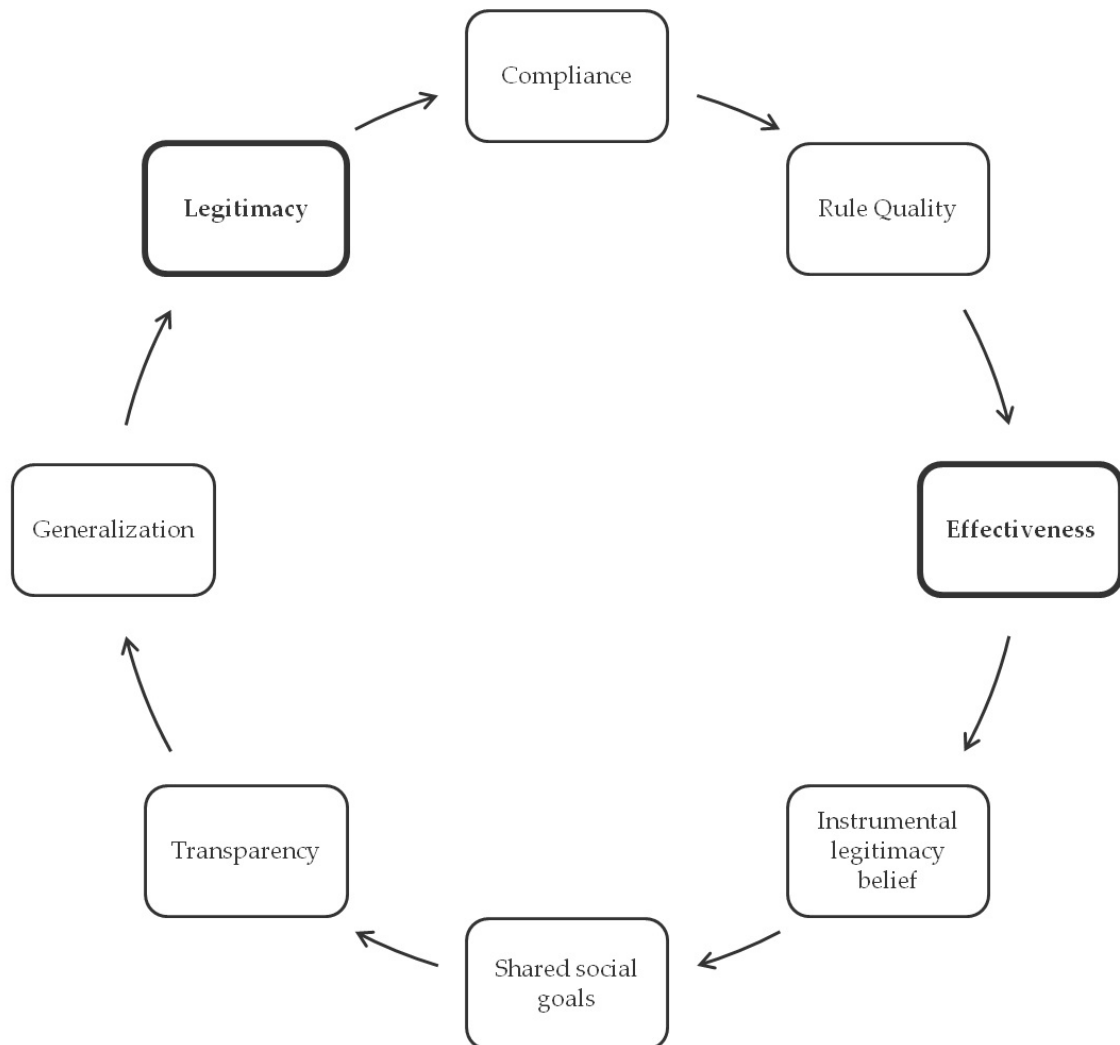 Compliance
Legitimacy
Rule Quality
Generalization
Effectiveness
Transparency
Instrumental
legitimacy
belief
Shared social
goals